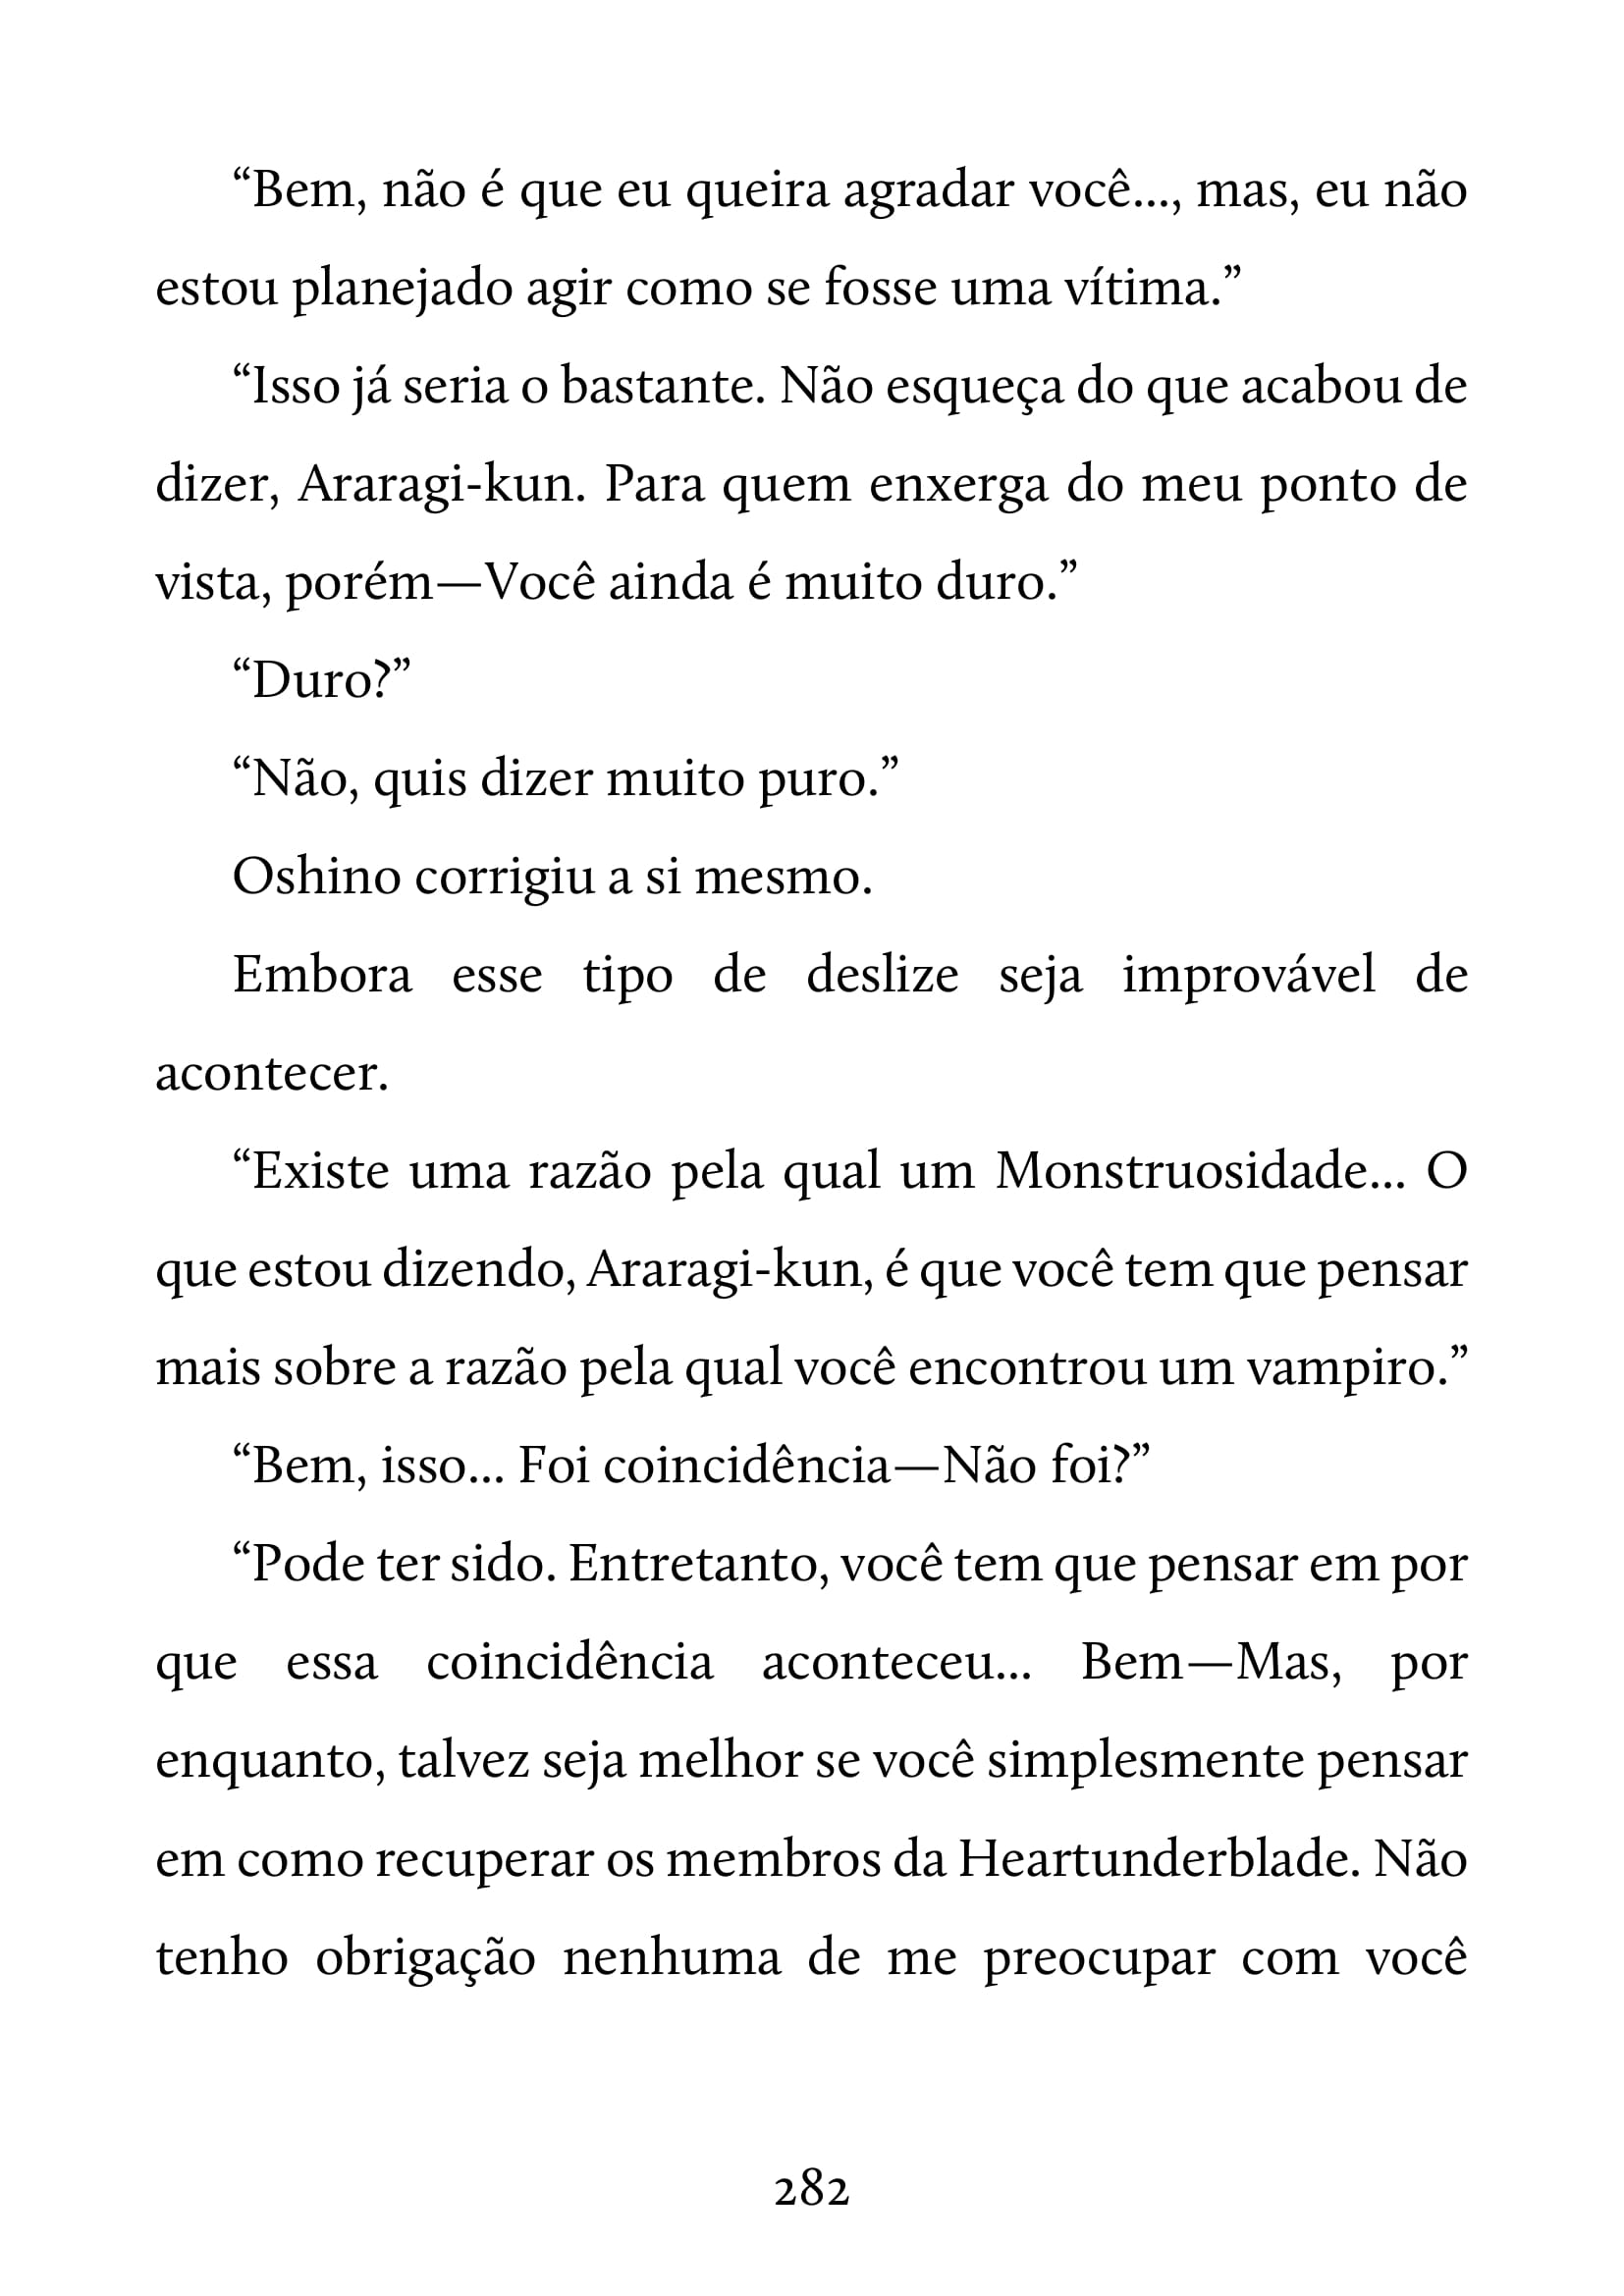 “Bem, não é que eu queira agradar você..., mas, eu não
estou planejado agir como se fosse uma vítima.”
“Isso já seria o bastante. Não esqueça do que acabou de
dizer, Araragi-kun. Para quem enxerga do meu ponto de
vista, porém—Você ainda é muito duro.”
“Duro?”
“Não, quis dizer muito puro.”
Oshino corrigiu a si mesmo.
Embora esse tipo de deslize seja improvável de
acontecer.
“Existe uma razão pela qual um Monstruosidade... O
que estou dizendo, Araragi-kun, é que você tem que pensar
mais sobre a razão pela qual você encontrou um vampiro.”
“Bem, isso... Foi coincidência—Não foi?”
“Pode ter sido. Entretanto, você tem que pensar em por
que essa coincidência aconteceu... Bem—Mas, por
enquanto, talvez seja melhor se você simplesmente pensar
em como recuperar os membros da Heartunderblade. Não
tenho obrigação nenhuma de me preocupar com você
282